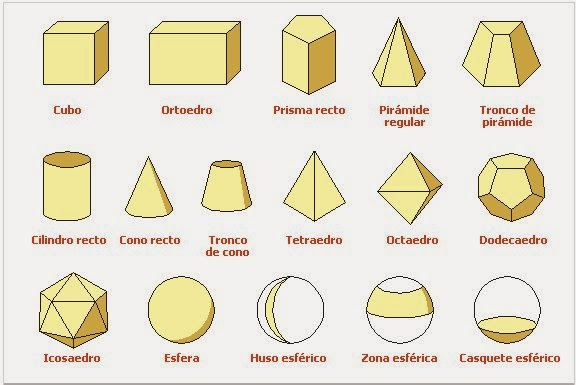 Cubo
Ortoedro
Prisma recto
Pirámide
regular
Tronco de
pirámide
Cilindro recto
Cono recto
Tronco
de cono
Tetraedro
Octaedro
Dodecaedro
Icosaedro
Esfera
Huso esférico
Zona esférica
Casquete esférico